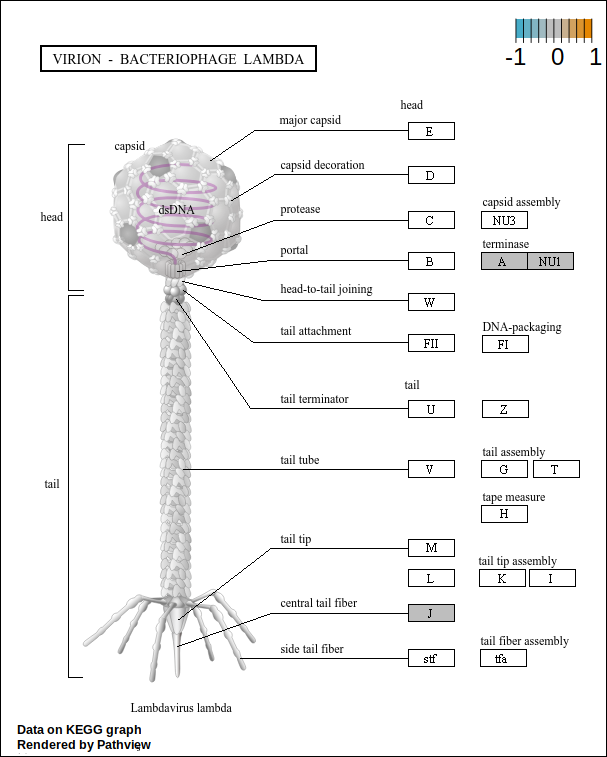 -1 0 1
VIRION - BACTERIOPHAGE LAMBDA
head
major capsid E
capsid
capsid decoration D
protease C
capsid assembly
NU3
dsDNA
head
portal B
terminase
A NU1
head-to-tail joining W
tail attachment FII
DNA-packaging
FI
tail
tail terminator U Z
tail tube V
tail assembly
G T
tail
tape measure
H
tail tip M
L
tail tip assembly
K I
central tail fiber J
side tail fiber stf
tail fiber assembly
tfa
Lambdavirus lambda
Data on KEGG graph
Rendered by Pathview